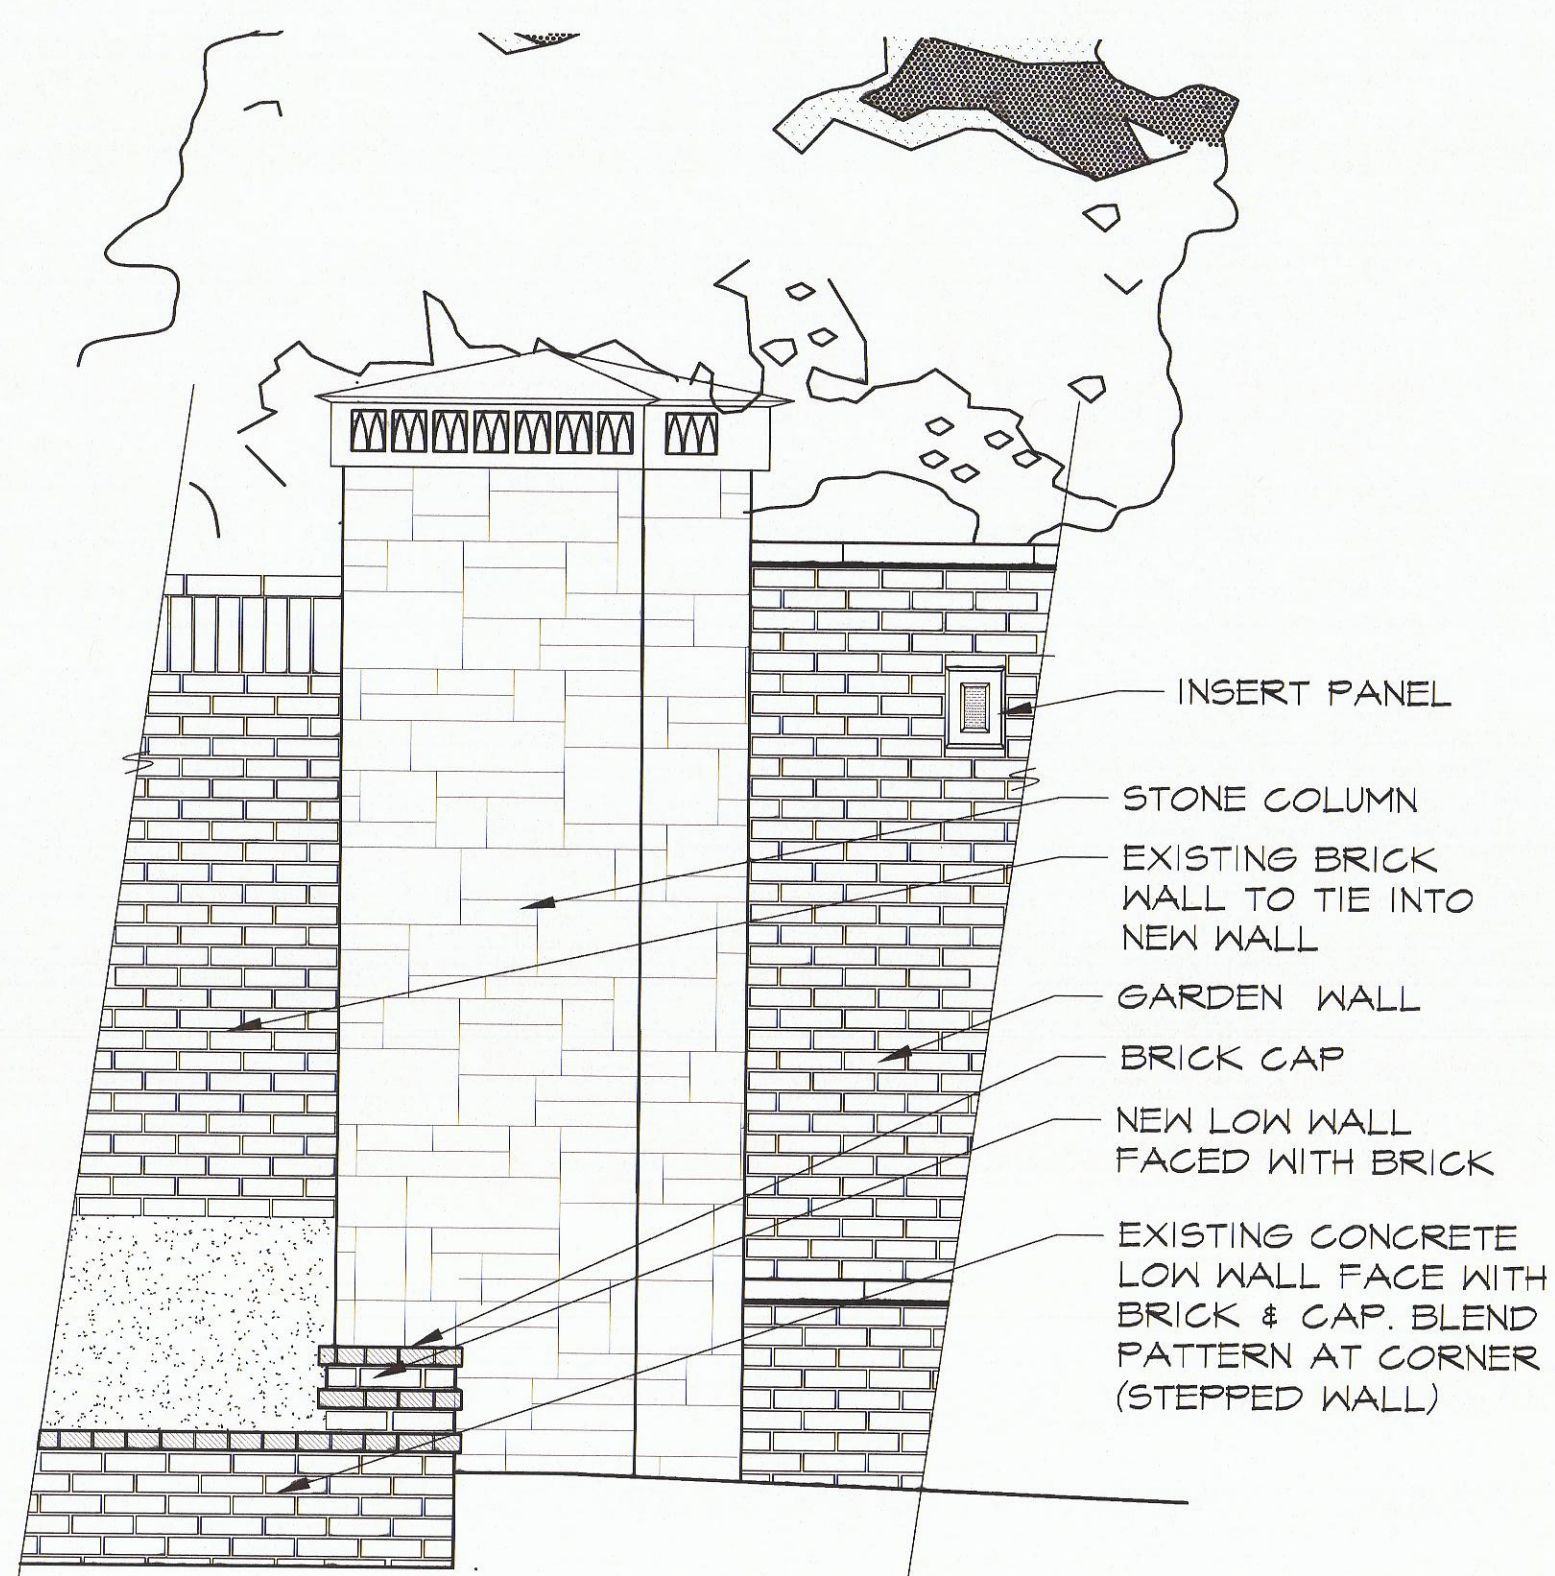 INSERT PANEL
STONE COLUMN
EXISTING BRICK
WALL TO TIE INTO
NEW WALL
GARDEN WALL
BRICK CAP
NEW LOW WALL
FACED WITH BRICK
EXISTING CONCRETE
LOW WALL FACE WITH
BRICK & CAP. BLEND
PATTERN AT CORNER
(STEPPED WALL)